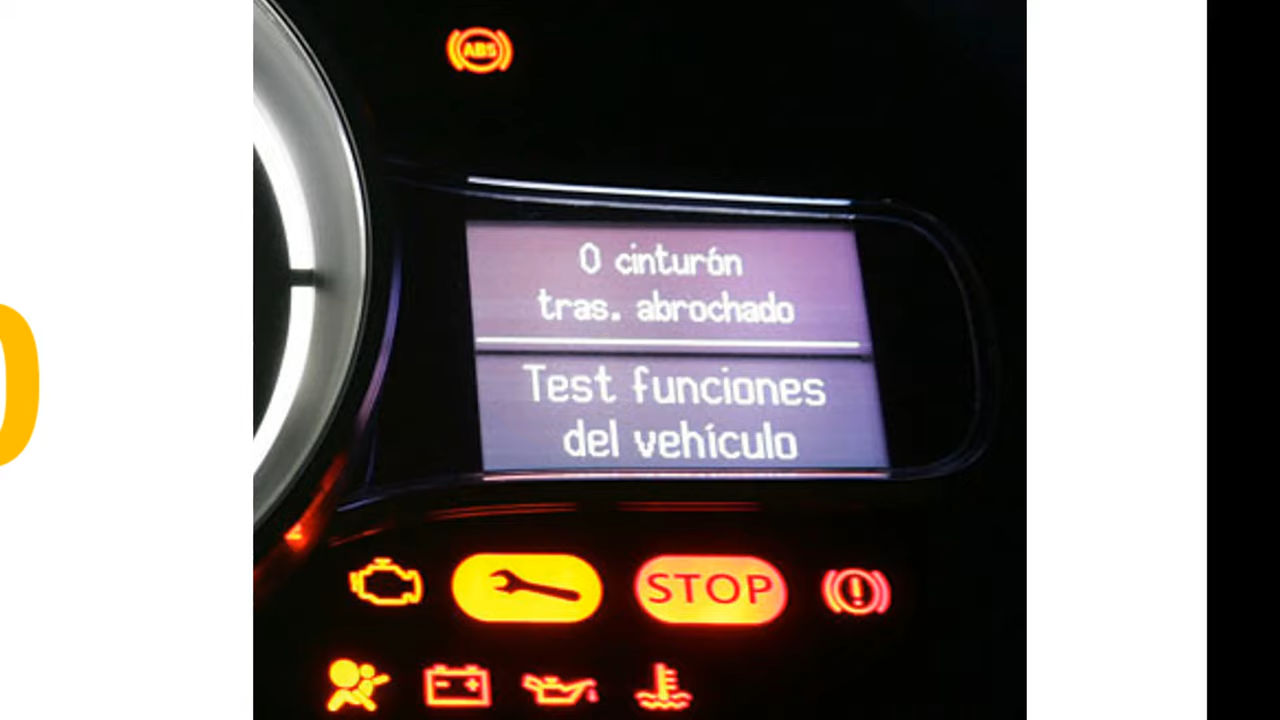 ABS
0 cinturón
tras. abrochado
Test funciones
del vehículo
STOP